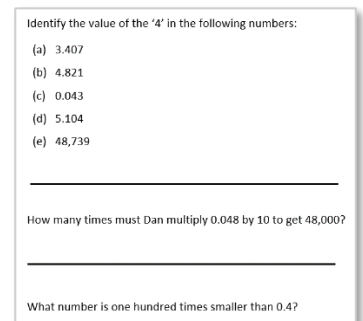 Identify the value of the ‘4’ in the following numbers:
(a) 3.407
(b) 4.821
(c) 0.043
(d) 5.104
(e) 48,739
How many times must Dan multiply 0.048 by 10 to get 48,000?
What number is one hundred times smaller than 0.4?